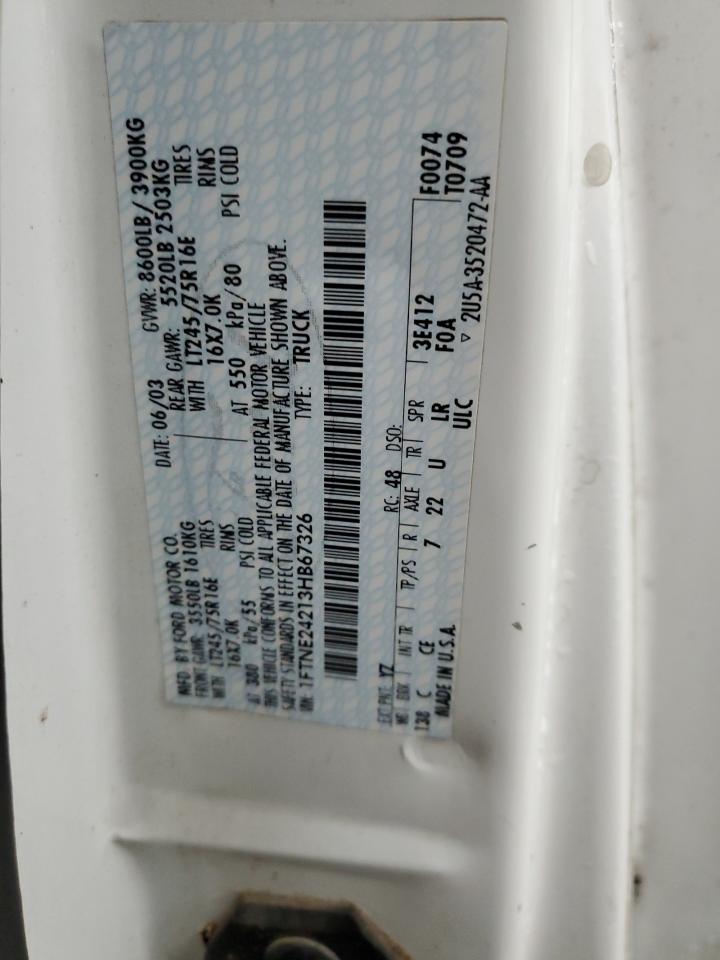 MFD. BY FORD MOTOR CO.
DATE: 06/03 GVWR: 8600LB/3900KG
FRONT GAWR: 3550LB 1610KG REAR GAWR: 5520LB 2503KG
WITH LT245/75R16E TIRES WITH LT245/75R16E TIRES
16X7.0K RIMS 16X7.0K RIMS
AT 380 kPa/55 PSI COLD AT 550 kPa/80 PSI COLD
THIS VEHICLE CONFORMS TO ALL APPLICABLE FEDERAL MOTOR VEHICLE
SAFETY STANDARDS IN EFFECT ON THE DATE OF MANUFACTURE SHOWN ABOVE.
VIN: 1FTNE24213HB67326 TYPE: TRUCK
F0074
T0709
EXT PNT: YZ RC: 48 DSO:
WB BRK INT TR TP/PS R AXLE TR SPR 3E412
138 C CE 7 22 U LR F0A
MADE IN U.S.A. ULC ▽ 2U5A-3520472-AA